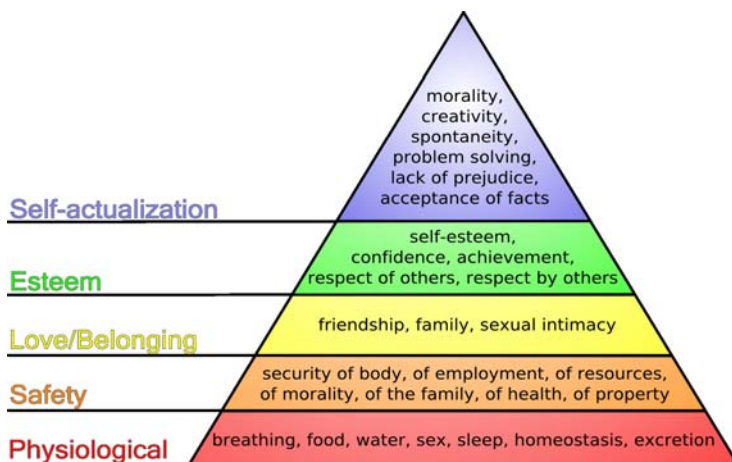 morality,
creativity,
spontaneity,
problem solving,
lack of prejudice,
acceptance of facts
Self-actualization
self-esteem,
confidence, achievement,
respect of others, respect by others
Esteem
friendship, family, sexual intimacy
Love/Belonging
security of body, of employment, of resources,
of morality, of the family, of health, of property
Safety
breathing, food, water, sex, sleep, homeostasis, excretion
Physiological